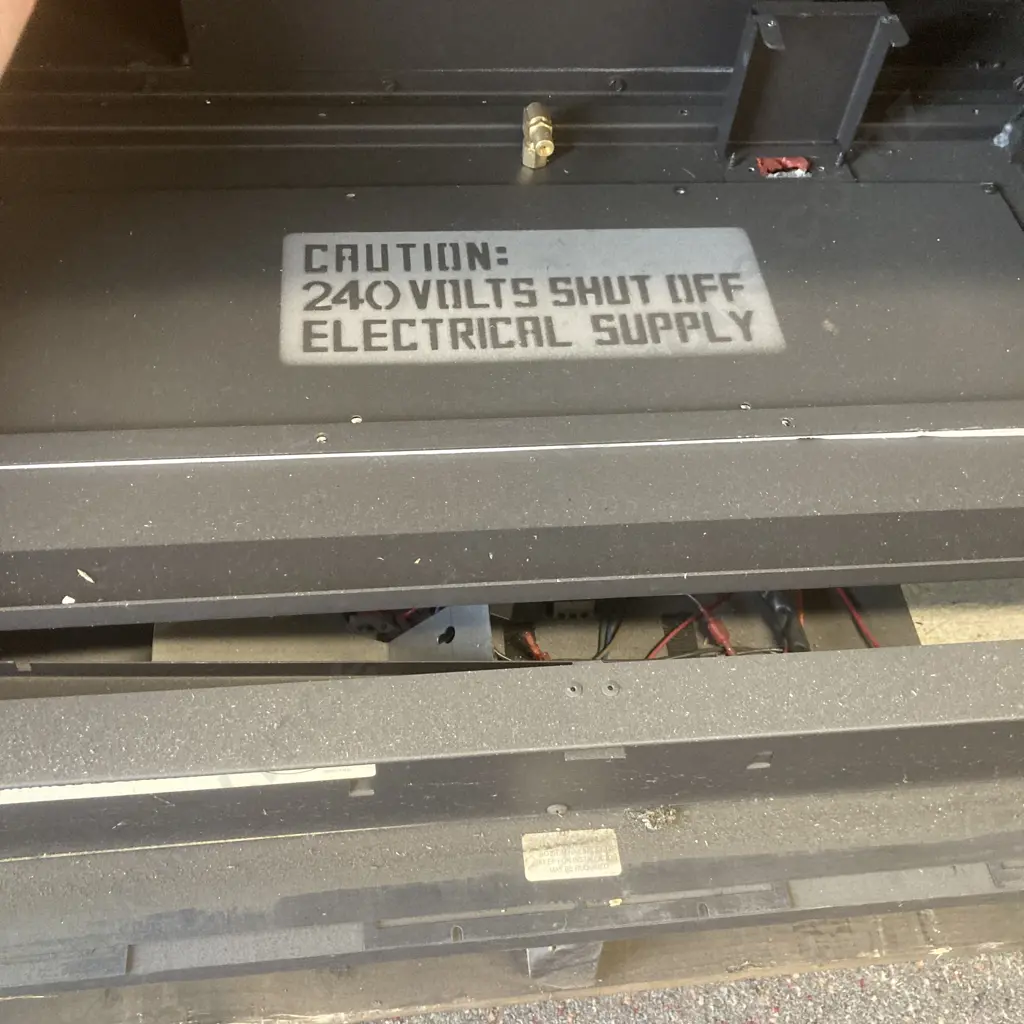 CAUTION:
240 VOLTS SHUT OFF
ELECTRICAL SUPPLY